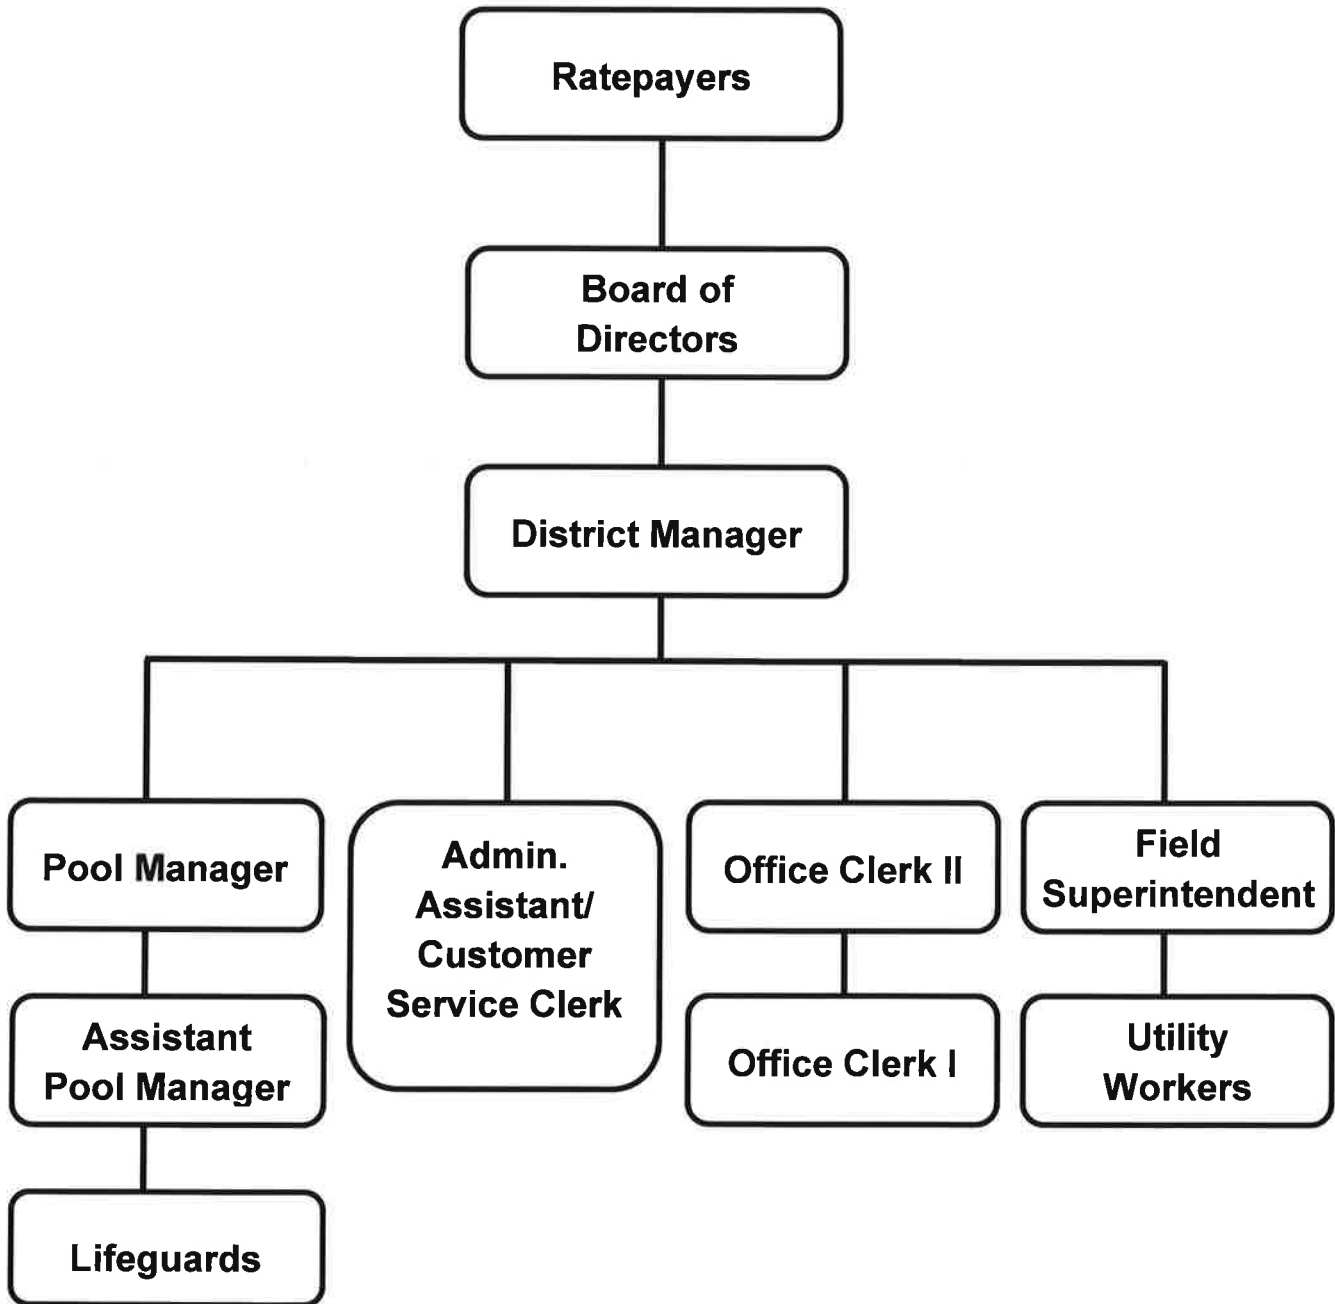 Ratepayers
Board of
Directors
District Manager
Pool Manager
Admin.
Assistant/
Customer
Service Clerk
Office Clerk II
Field
Superintendent
Assistant
Pool Manager
Office Clerk I
Utility
Workers
Lifeguards